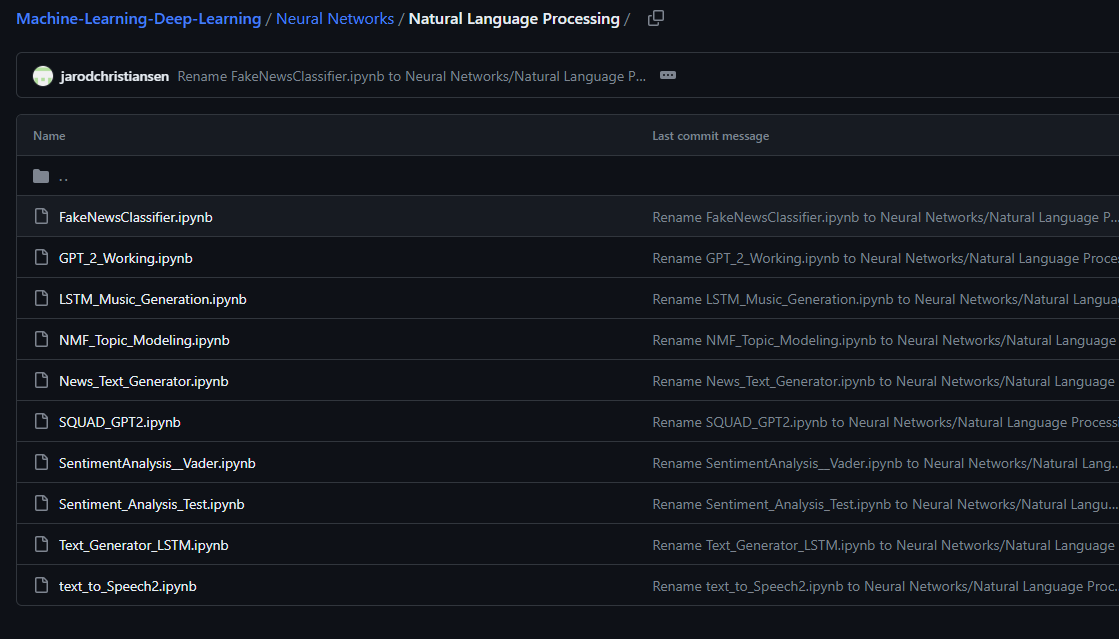 Machine-Learning-Deep-Learning / Neural Networks / Natural Language Processing /
jarodchristiansen Rename FakeNewsClassifier.ipynb to Neural Networks/Natural Language P...
Name Last commit message
..
FakeNewsClassifier.ipynb Rename FakeNewsClassifier.ipynb to Neural Networks/Natural Language P...
GPT_2_Working.ipynb Rename GPT_2_Working.ipynb to Neural Networks/Natural Language Proce
LSTM_Music_Generation.ipynb Rename LSTM_Music_Generation.ipynb to Neural Networks/Natural Langua
NMF_Topic_Modeling.ipynb Rename NMF_Topic_Modeling.ipynb to Neural Networks/Natural Language
News_Text_Generator.ipynb Rename News_Text_Generator.ipynb to Neural Networks/Natural Language
SQUAD_GPT2.ipynb Rename SQUAD_GPT2.ipynb to Neural Networks/Natural Language Process
SentimentAnalysis__Vader.ipynb Rename SentimentAnalysis__Vader.ipynb to Neural Networks/Natural Lang...
Sentiment_Analysis_Test.ipynb Rename Sentiment_Analysis_Test.ipynb to Neural Networks/Natural Langu...
Text_Generator_LSTM.ipynb Rename Text_Generator_LSTM.ipynb to Neural Networks/Natural Language
text_to_Speech2.ipynb Rename text_to_Speech2.ipynb to Neural Networks/Natural Language Proc...